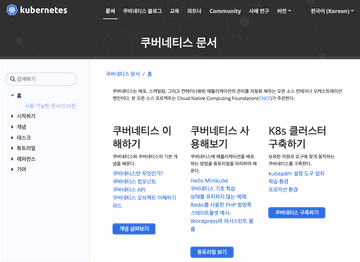 kubernetes
문서
쿠버네티스 블로그
교육
파트너
Community
사례 연구
버전
한국어 (Korean)
쿠버네티스 문서
검색하기
홈
사용 가능한 문서의 버전
시작하기
개념
태스크
튜토리얼
레퍼런스
기여
쿠버네티스 문서 / 홈
쿠버네티스는 배포, 스케일링, 그리고 컨테이너화된 애플리케이션의 관리를 자동화 해주는 오픈 소스 컨테이너 오케스트레이션
엔진이다. 본 오픈 소스 프로젝트는 Cloud Native Computing Foundation(CNCF)가 주관한다.
쿠버네티스 이
해하기
쿠버네티스와 쿠버네티스의 기본 개
념을 배운다.
쿠버네티스란 무엇인가?
쿠버네티스 컴포넌트
쿠버네티스 API
쿠버네티스 오브젝트 이해하기
파드
개념 살펴보기
쿠버네티스 사
용해보기
쿠버네티스에 애플리케이션을 배포
하는 방법을 튜토리얼을 따라하며 배
운다.
Hello Minikube
쿠버네티스 기초 학습
상태를 유지하지 않는 예제:
Redis를 사용한 PHP 방명록
스테이트풀셋 예시:
Wordpress와 퍼시스턴트 볼
륨
튜토리얼 보기
K8s 클러스터
구축하기
보유한 자원과 요구에 맞게 동작하는
쿠버네티스를 구축한다.
kubeadm 설정 도구 설치
학습 환경
프로덕션 환경
쿠버네티스 구축하기